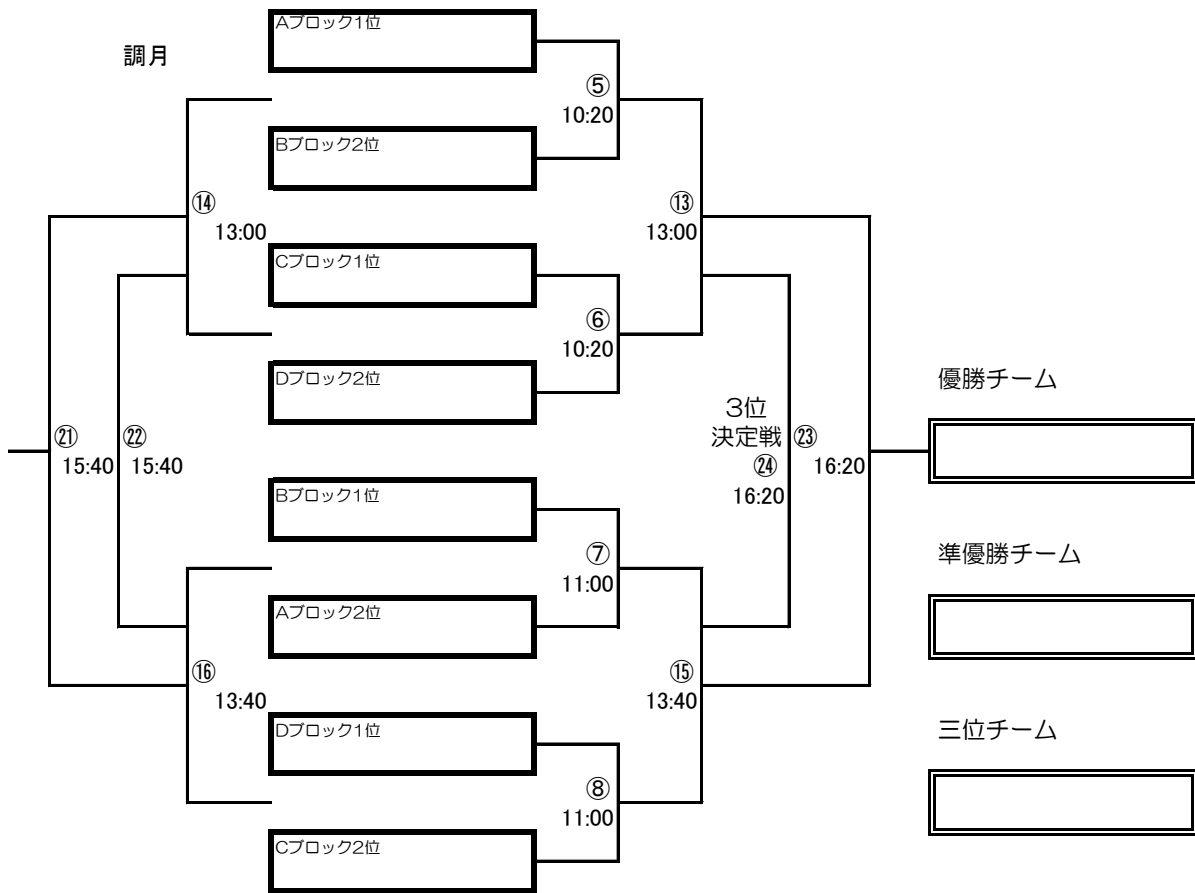 Aブロック1位
調月
⑤
10:20
Bブロック2位
⑭
13:00
⑬
13:00
Cブロック1位
⑥
10:20
Dブロック2位
優勝チーム
3位
決定戦
㉑
15:40
㉒
15:40
㉓
16:20
㉔
16:20
Bブロック1位
⑦
11:00
準優勝チーム
Aブロック2位
⑯
13:40
⑮
13:40
Dブロック1位
三位チーム
⑧
11:00
Cブロック2位